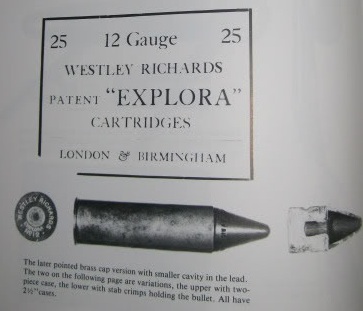 25 12 Gauge 25
WESTLEY RICHARDS
PATENT "EXPLORA"
CARTRIDGES
LONDON & BIRMINGHAM
WESTLEY RICHARDS
The later pointed brass cap version with smaller cavity in the lead.
The two on the following page are variations, the upper with two-
piece case, the lower with stab crimps holding the bullet. All have
2½" cases.